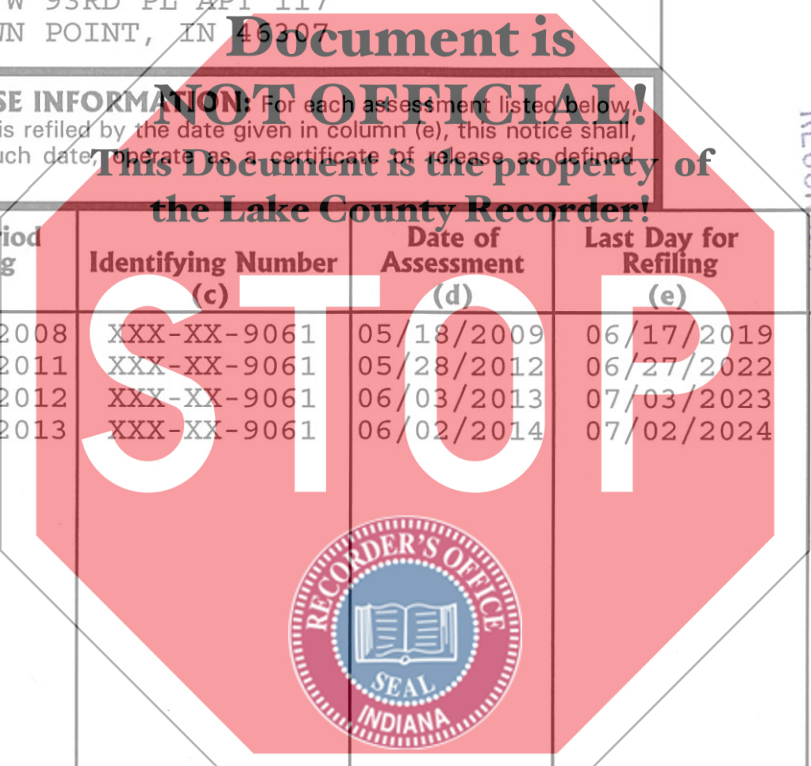 W 93RD PL APT 117
WN POINT, IN 46307
Document is
NOT OFFICIAL!
SE INFORMATION: For each assessment listed below,
is refiled by the date given in column (e), this notice shall,
uch date, operate as a certificate of release as defined
This Document is the property of
the Lake County Recorder!
iod
g
Identifying Number
(c)
Date of
Assessment
(d)
Last Day for
Refiling
(e)
2008 XXX-XX-9061 05/18/2009 06/17/2019
2011 XXX-XX-9061 05/28/2012 06/27/2022
2012 XXX-XX-9061 06/03/2013 07/03/2023
2013 XXX-XX-9061 06/02/2014 07/02/2024
STOP
RECORDER'S OFFICE
SEAL
INDIANA